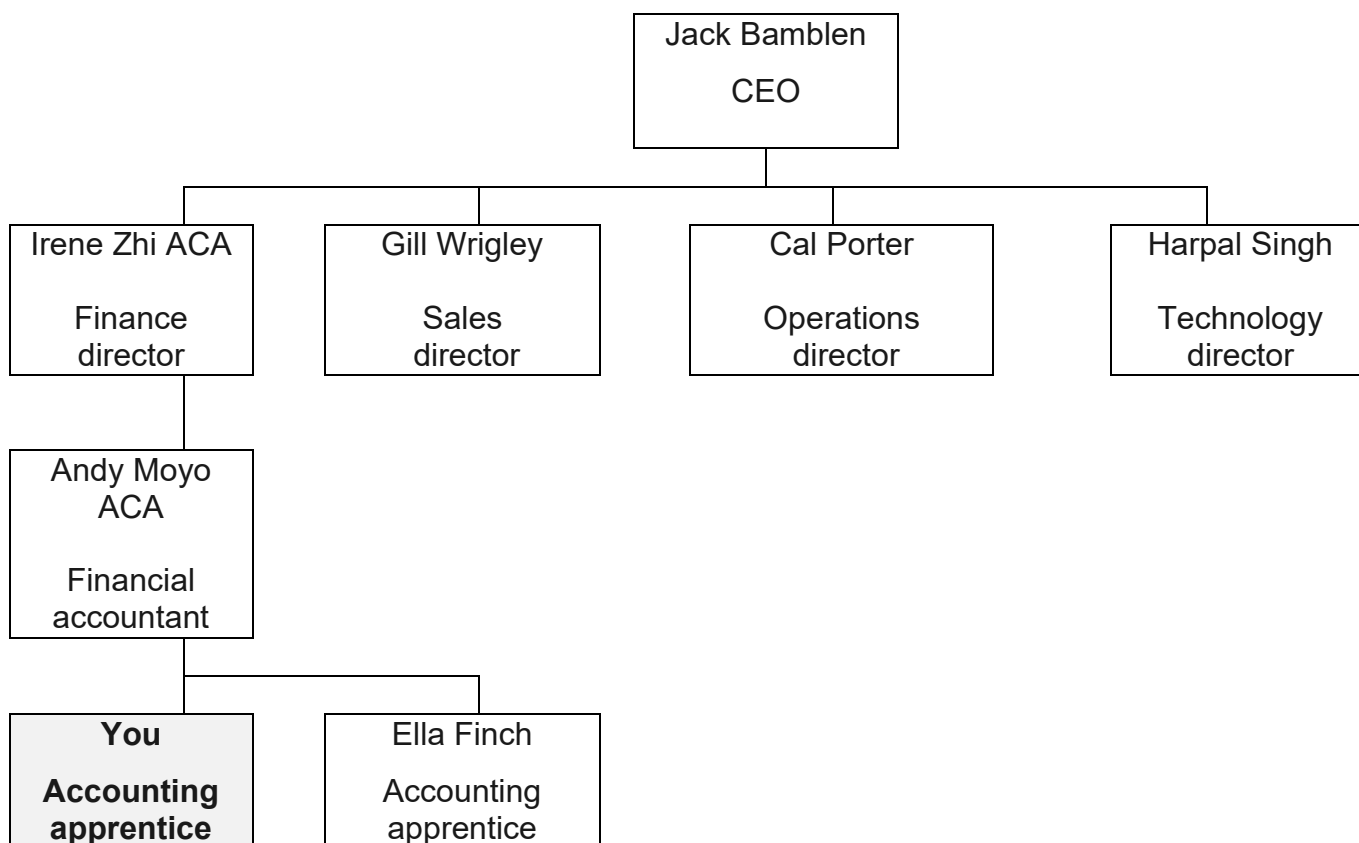 Jack Bamblen
CEO
Irene Zhi ACA
Finance
director
Gill Wrigley
Sales
director
Cal Porter
Operations
director
Harpal Singh
Technology
director
Andy Moyo
ACA
Financial
accountant
You
Accounting
apprentice
Ella Finch
Accounting
apprentice